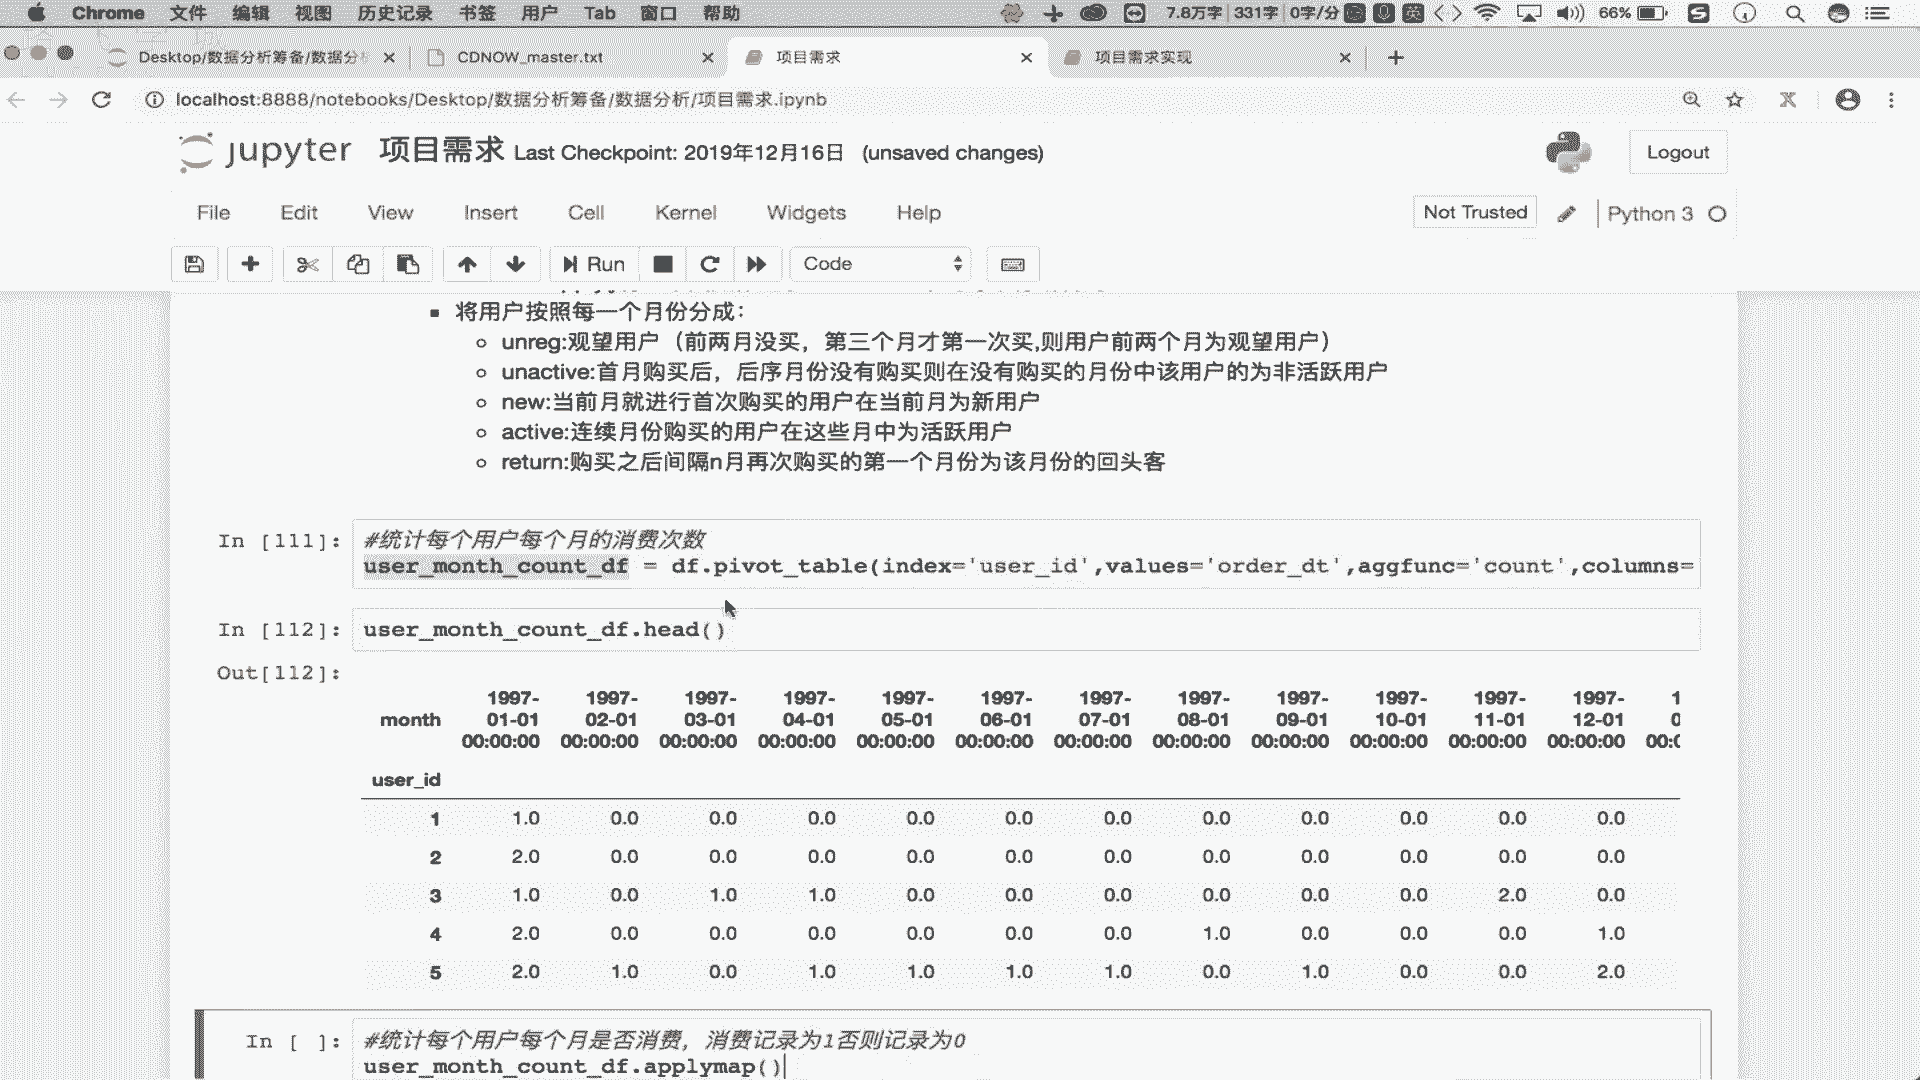 Chrome 文件 编辑 视图 历史记录 书签 用户 Tab 窗口 帮助 7.8万字 331字 0字/分 英 66%
Desktop/数据分析筹备/数据分 CDNOW_master.txt 项目需求 项目需求实现
localhost:8888/notebooks/Desktop/数据分析筹备/数据分析/项目需求.ipynb
jupyter 项目需求 Last Checkpoint: 2019年12月16日 (unsaved changes) Logout
File Edit View Insert Cell Kernel Widgets Help Not Trusted Python 3
Run Code
将用户按照每一个月份分成：
unreg:观望用户（前两月没买，第三个月才第一次买,则用户前两个月为观望用户）
unactive:首月购买后，后序月份没有购买则在没有购买的月份中该用户的为非活跃用户
new:当前月就进行首次购买的用户在当前月为新用户
active:连续月份购买的用户在这些月中为活跃用户
return:购买之后间隔n月再次购买的第一个月份为该月份的回头客
In [111]: #统计每个用户每个月的消费次数
user_month_count_df = df.pivot_table(index='user_id',values='order_dt',aggfunc='count',columns=
In [112]: user_month_count_df.head()
Out[112]:
1997- 1997- 1997- 1997- 1997- 1997- 1997- 1997- 1997- 1997- 1997- 1997- 1
month 01-01 02-01 03-01 04-01 05-01 06-01 07-01 08-01 09-01 10-01 11-01 12-01 0
00:00:00 00:00:00 00:00:00 00:00:00 00:00:00 00:00:00 00:00:00 00:00:00 00:00:00 00:00:00 00:00:00 00:00:00 00:0
user_id
1 1.0 0.0 0.0 0.0 0.0 0.0 0.0 0.0 0.0 0.0 0.0 0.0
2 2.0 0.0 0.0 0.0 0.0 0.0 0.0 0.0 0.0 0.0 0.0 0.0
3 1.0 0.0 1.0 1.0 0.0 0.0 0.0 0.0 0.0 0.0 2.0 0.0
4 2.0 0.0 0.0 0.0 0.0 0.0 0.0 1.0 0.0 0.0 0.0 1.0
5 2.0 1.0 0.0 1.0 1.0 1.0 1.0 0.0 1.0 0.0 0.0 2.0
In [ ]: #统计每个用户每个月是否消费，消费记录为1否则记录为0
user_month_count_df.applymap()